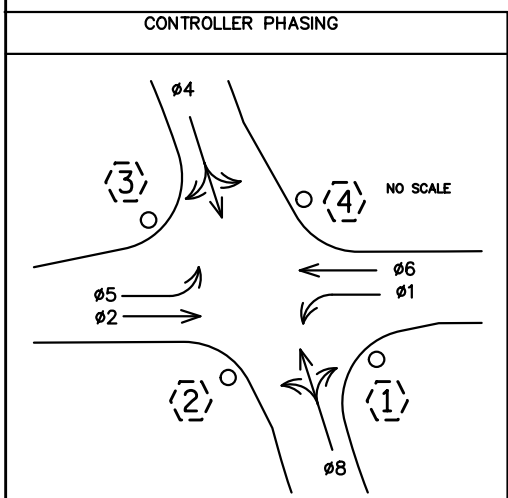 CONTROLLER PHASING
ø4
3
4
NO SCALE
ø6
ø5
ø1
ø2
2
1
ø8